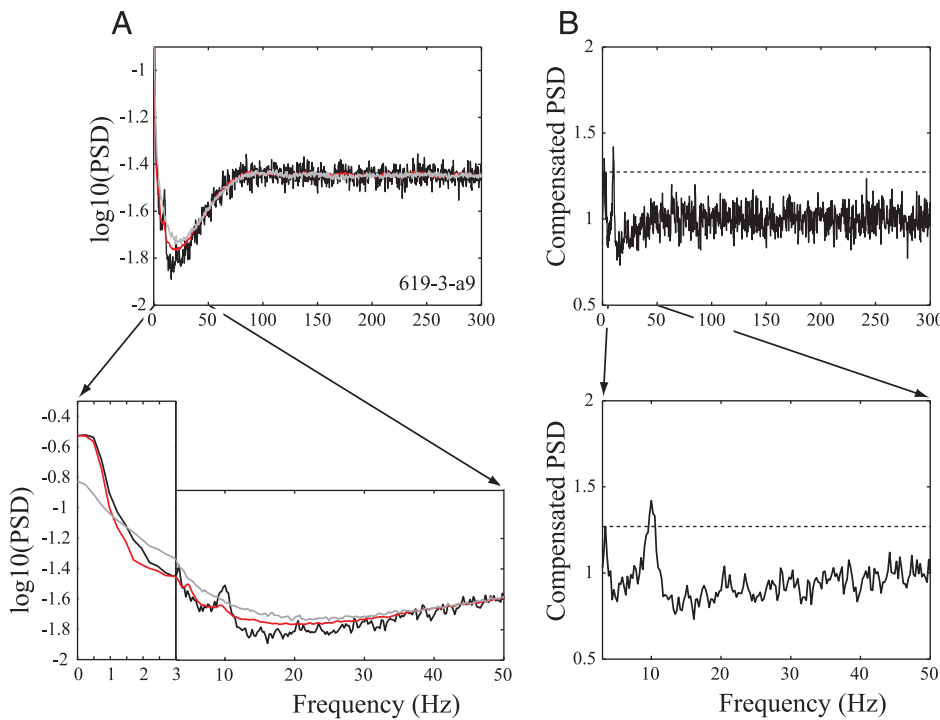 A
log10(PSD)
-1
-1.2
-1.4
-1.6
-1.8
-2
619-3-a9
0 50 100 150 200 250 300
B
Compensated PSD
2
1.5
1
0.5
0 50 100 150 200 250 300
log10(PSD)
-0.4
-0.6
-0.8
-1
-1.2
-1.4
-1.6
-1.8
-2
0 1 2 3 10 20 30 40 50
Frequency (Hz)
Compensated PSD
2
1.5
1
0.5
10 20 30 40 50
Frequency (Hz)